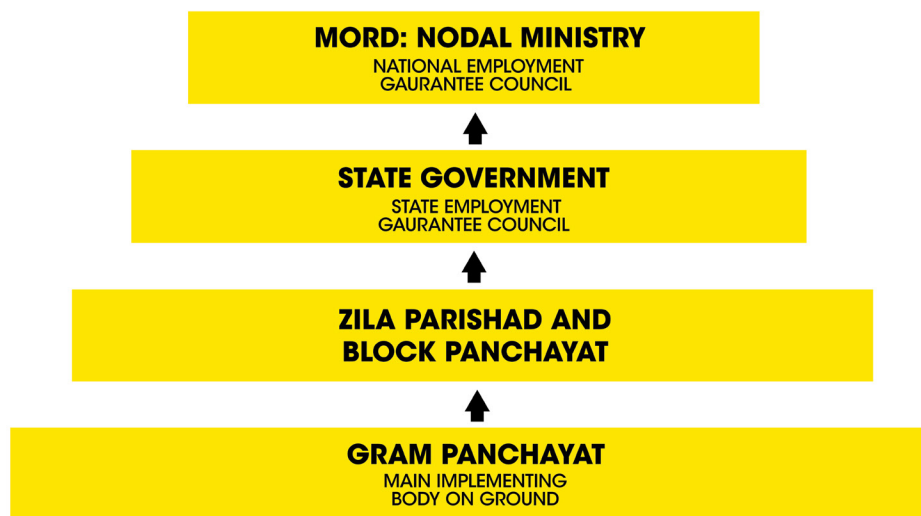 MORD: NODAL MINISTRY
NATIONAL EMPLOYMENT
GAURANTEE COUNCIL
STATE GOVERNMENT
STATE EMPLOYMENT
GAURANTEE COUNCIL
ZILA PARISHAD AND
BLOCK PANCHAYAT
GRAM PANCHAYAT
MAIN IMPLEMENTING
BODY ON GROUND